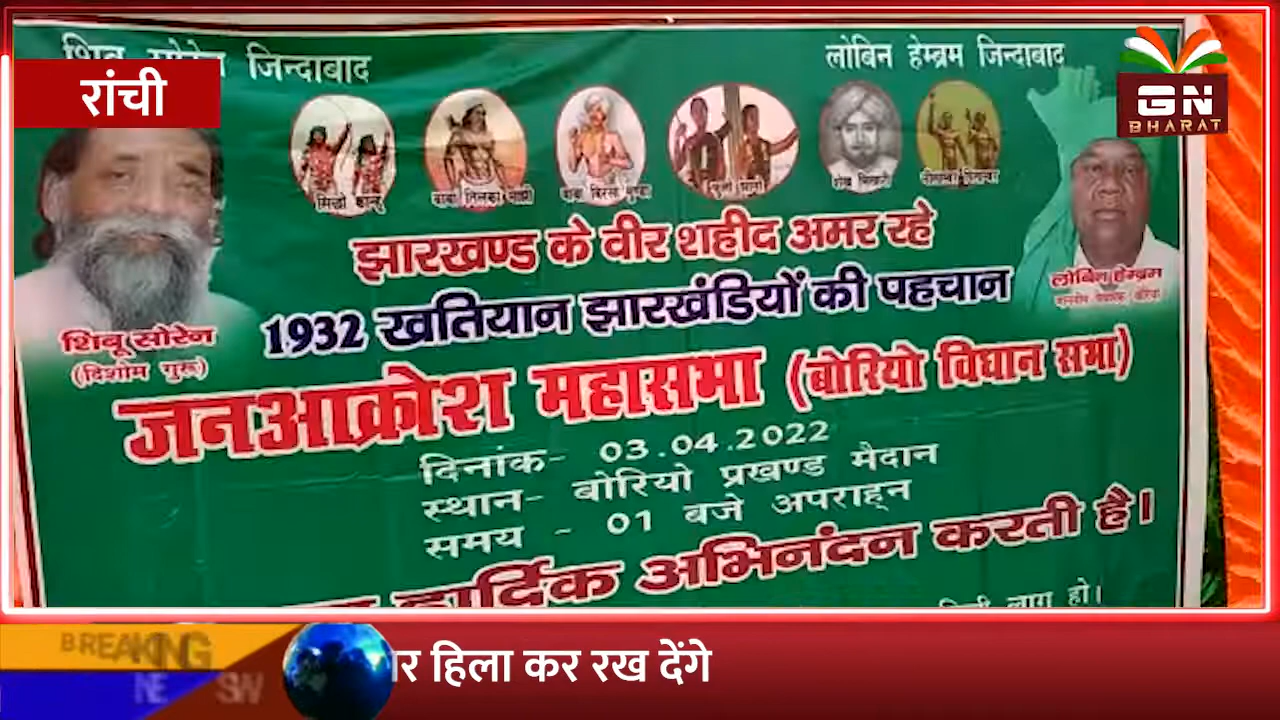 शिबू सोरेन जिन्दाबाद
लोबिन हेम्ब्रम जिन्दाबाद
रांची
GN
BHARAT
सिद्धो कान्हू
बाबा तिलका माझी
बाबा बिरसा मुण्डा
फुलो झानो
शेख भिखारी
झारखण्ड के वीर शहीद अमर रहे
लोबिन हेम्ब्रम
1932 खतियान झारखंडियों की पहचान
शिबू सोरेन
(दिशोम गुरू)
जनआक्रोश महासभा (बोरियो विधान सभा)
दिनांक- 03.04.2022
स्थान- बोरियो प्रखण्ड मैदान
समय - 01 बजे अपराह्न
हार्दिक अभिनंदन करती है।
लागू हो।
BREAKING
NEWS
र हिला कर रख देंगे